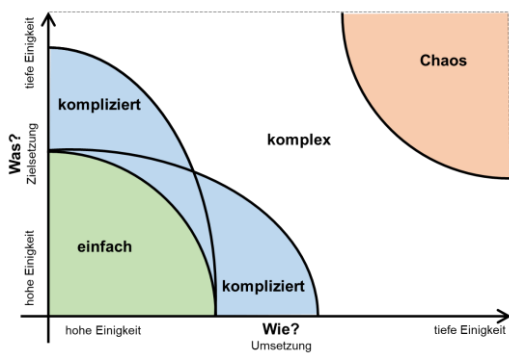 tiefe Einigkeit
Was?
Zielsetzung
hohe Einigkeit
kompliziert
Chaos
komplex
einfach
kompliziert
hohe Einigkeit
Wie?
Umsetzung
tiefe Einigkeit